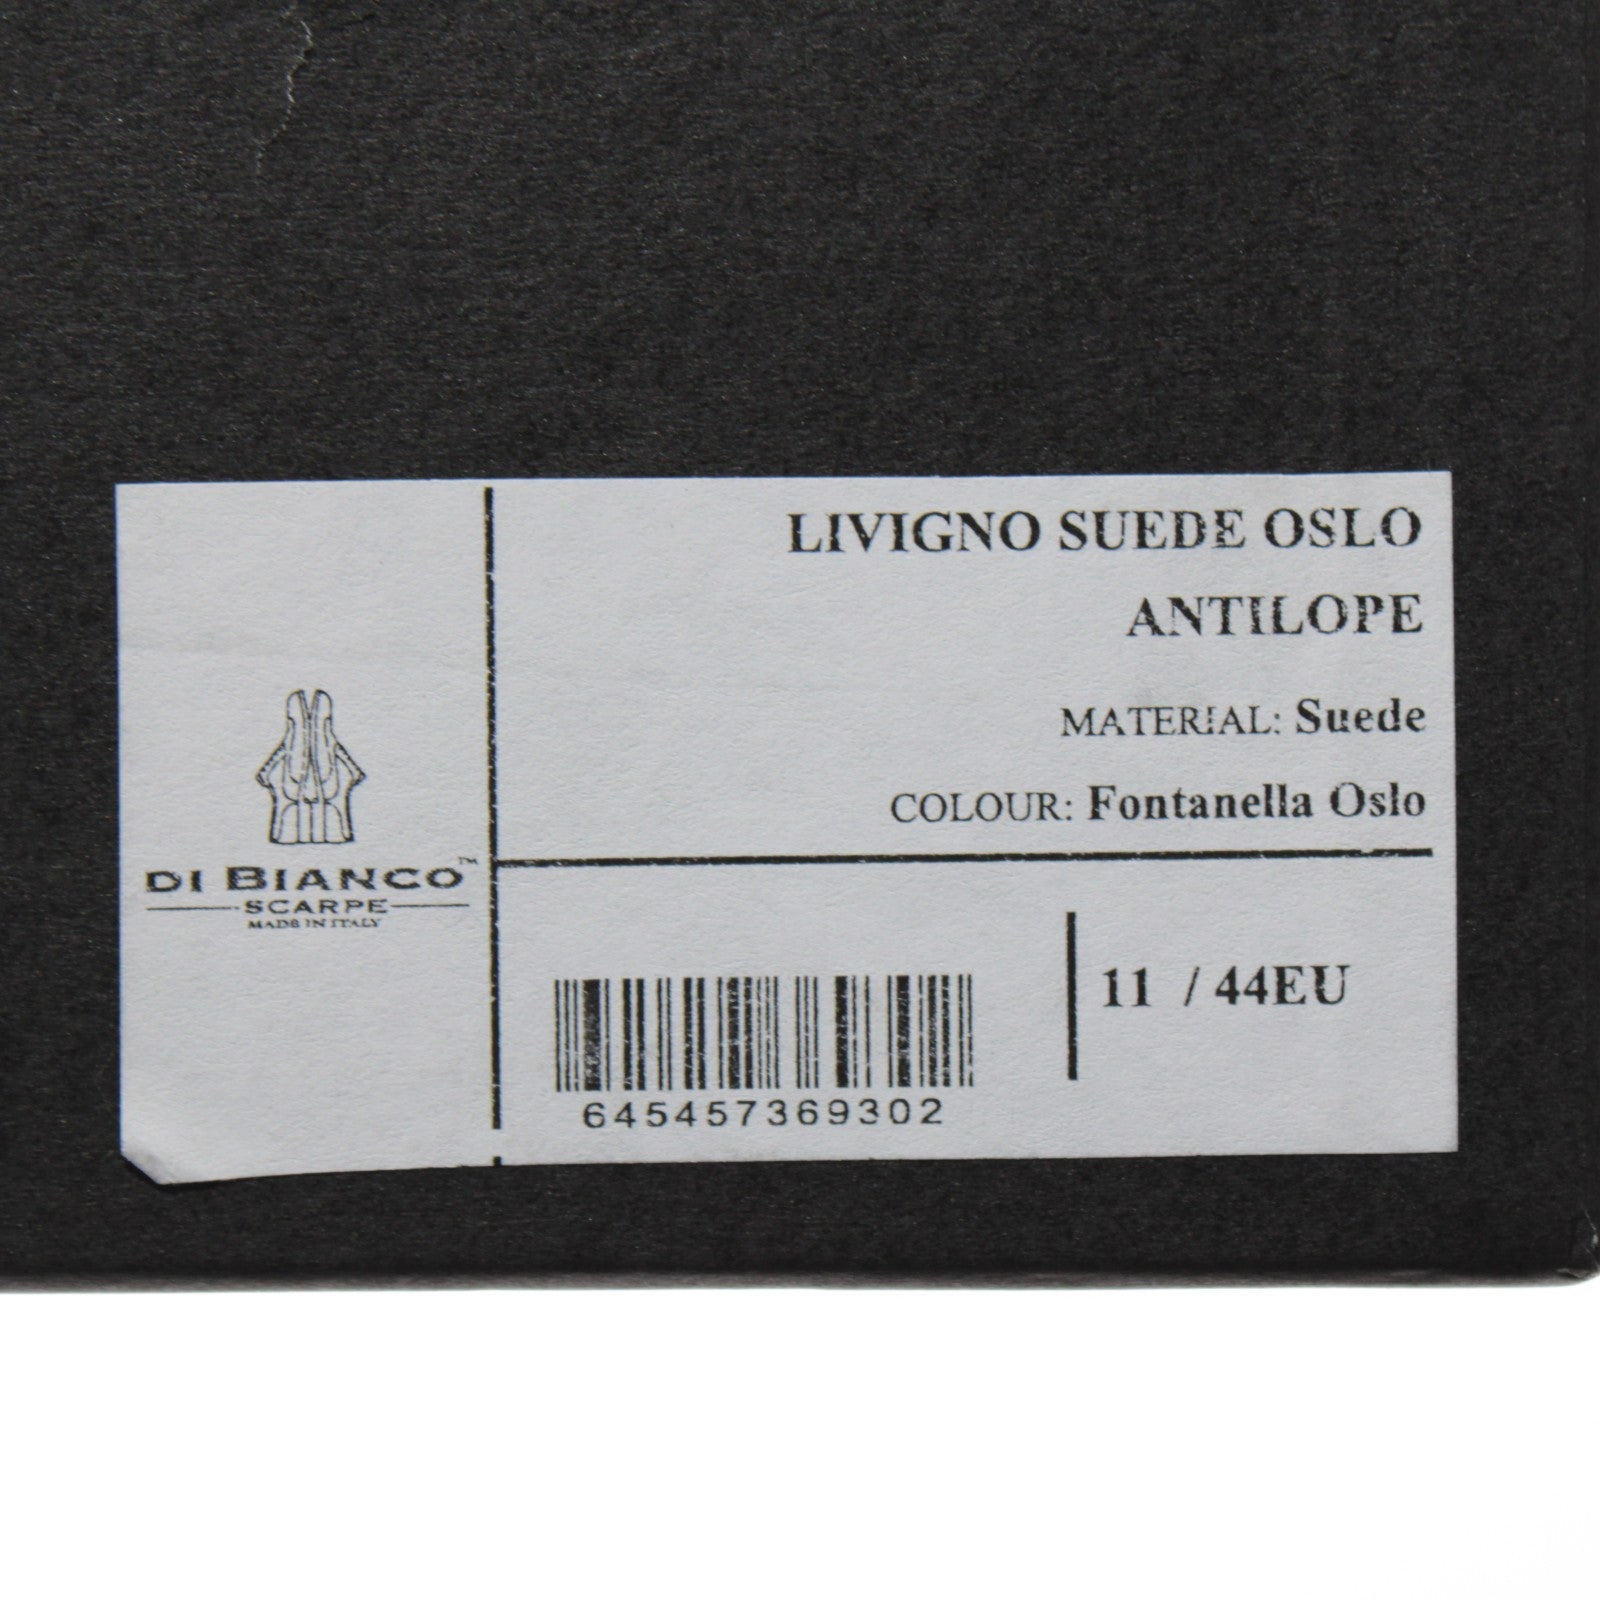 LIVIGNO SUEDE OSLO
ANTILOPE
MATERIAL: Suede
COLOUR: Fontanella Oslo
DI BIANCO™
SCARPE
MADE IN ITALY
11 / 44EU
645457369302